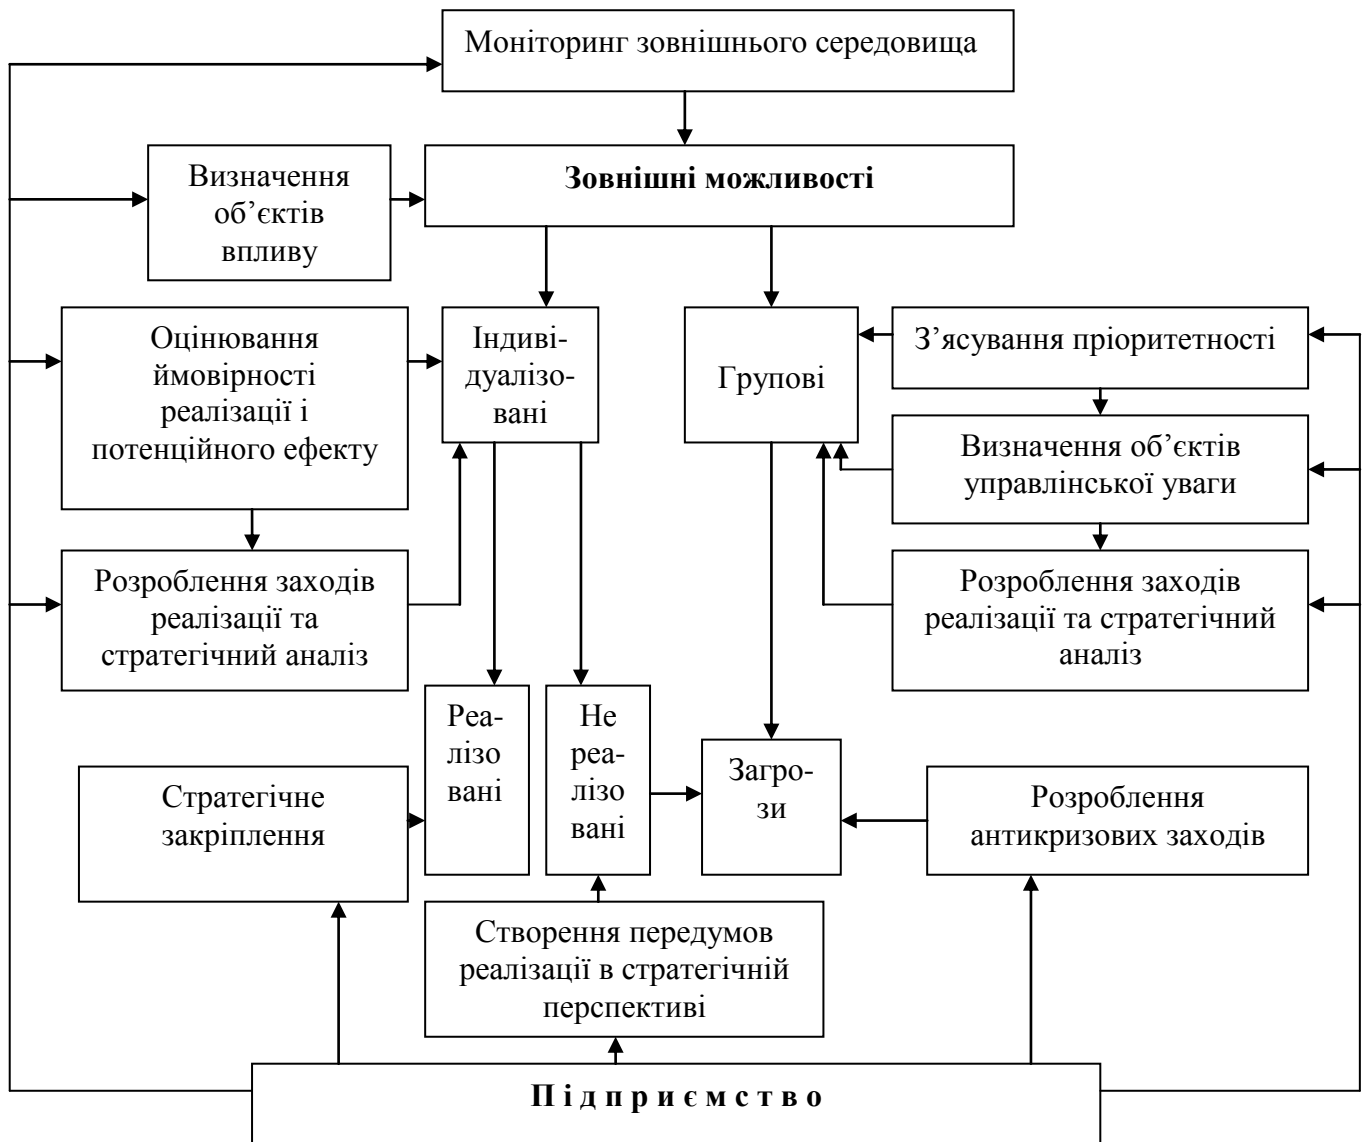 Моніторинг зовнішнього середовища
Визначення
об’єктів
впливу
Зовнішні можливості
Оцінювання
ймовірності
реалізації і
потенційного ефекту
Індиві-
дуалізо-
вані
Групові
З’ясування пріоритетності
Визначення об’єктів
управлінської уваги
Розроблення заходів
реалізації та
стратегічний аналіз
Розроблення заходів
реалізації та стратегічний
аналіз
Реа-
лізо
вані
Не
реа-
лізо
вані
Загро-
зи
Стратегічне
закріплення
Розроблення
антикризових заходів
Створення передумов
реалізації в стратегічній
перспективі
П і д п р и є м с т в о